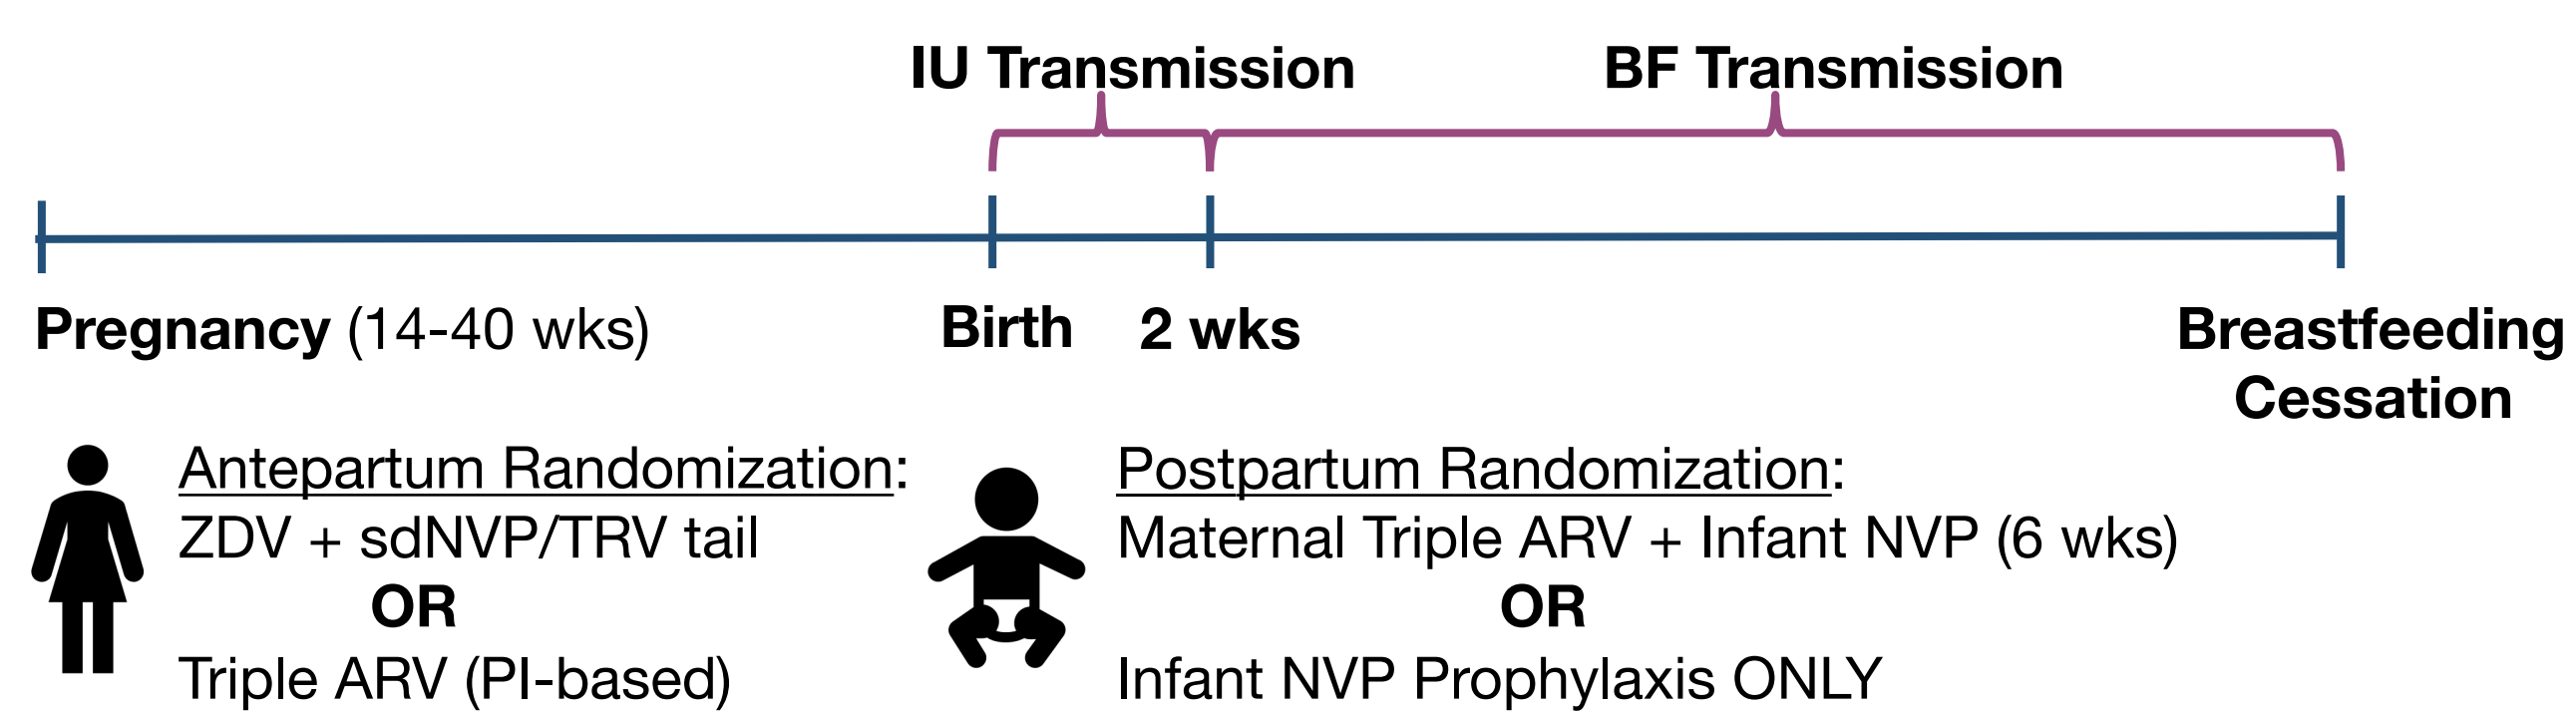 IU Transmission
BF Transmission
Pregnancy (14-40 wks)
Birth
2 wks
Breastfeeding
Cessation
Antepartum Randomization:
ZDV + sdNVP/TRV tail
OR
Triple ARV (PI-based)
Postpartum Randomization:
Maternal Triple ARV + Infant NVP (6 wks)
OR
Infant NVP Prophylaxis ONLY